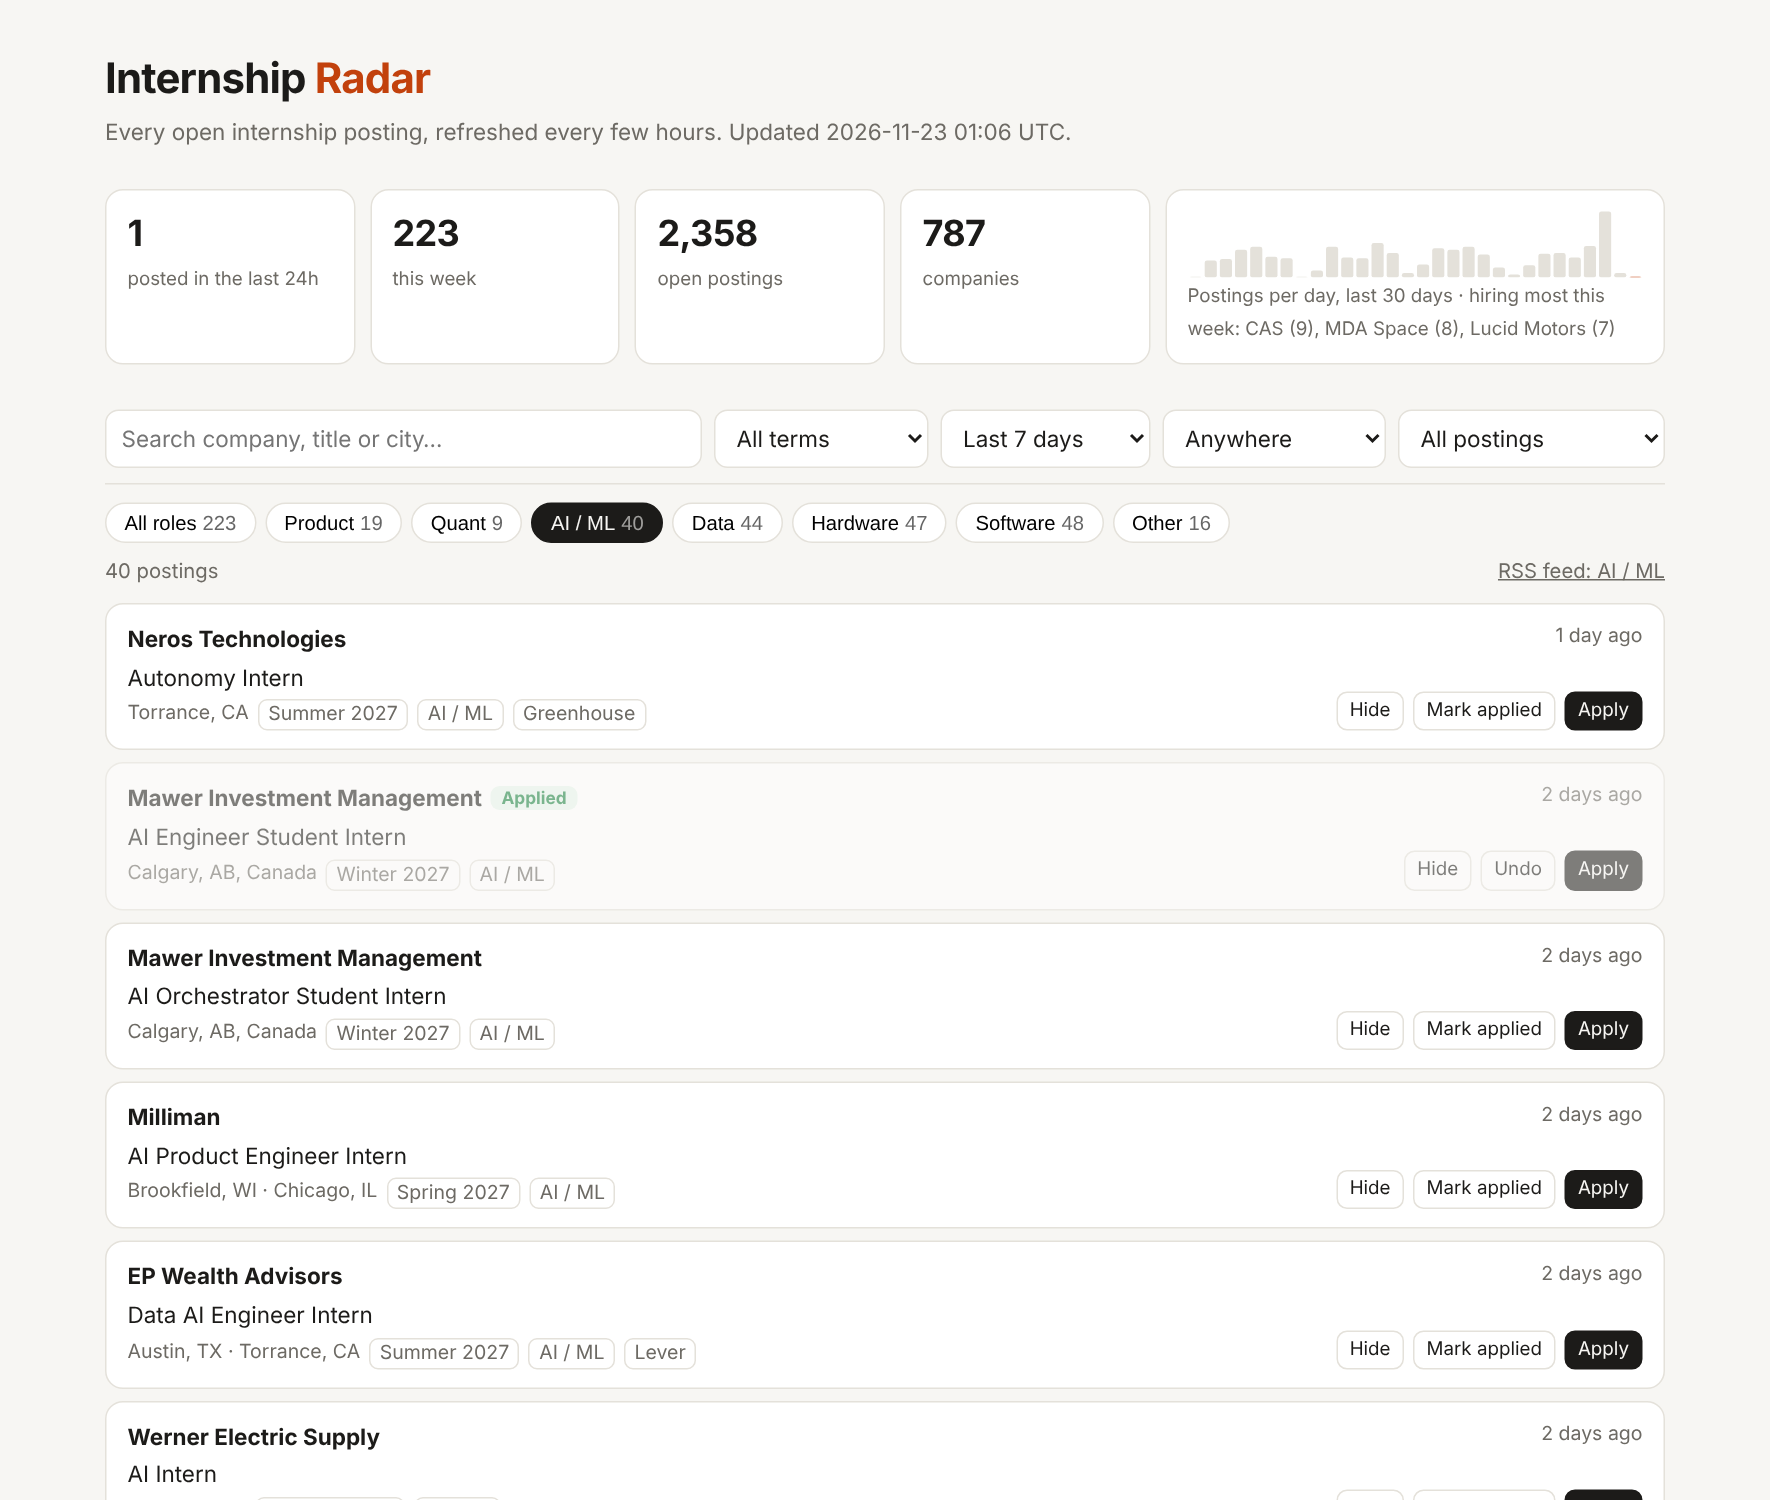 Internship Radar
Every open internship posting, refreshed every few hours. Updated 2026-11-23 01:06 UTC.
1
posted in the last 24h
223
this week
2,358
open postings
787
companies
Postings per day, last 30 days · hiring most this
week: CAS (9), MDA Space (8), Lucid Motors (7)
Search company, title or city...
All terms
Last 7 days
Anywhere
All postings
All roles 223
Product 19
Quant 9
AI / ML 40
Data 44
Hardware 47
Software 48
Other 16
40 postings
RSS feed: AI / ML
Neros Technologies
1 day ago
Autonomy Intern
Torrance, CA Summer 2027 AI / ML Greenhouse
Hide Mark applied Apply
Mawer Investment Management Applied
2 days ago
AI Engineer Student Intern
Calgary, AB, Canada Winter 2027 AI / ML
Hide Undo Apply
Mawer Investment Management
2 days ago
AI Orchestrator Student Intern
Calgary, AB, Canada Winter 2027 AI / ML
Hide Mark applied Apply
Milliman
2 days ago
AI Product Engineer Intern
Brookfield, WI · Chicago, IL Spring 2027 AI / ML
Hide Mark applied Apply
EP Wealth Advisors
2 days ago
Data AI Engineer Intern
Austin, TX · Torrance, CA Summer 2027 AI / ML Lever
Hide Mark applied Apply
Werner Electric Supply
2 days ago
AI Intern